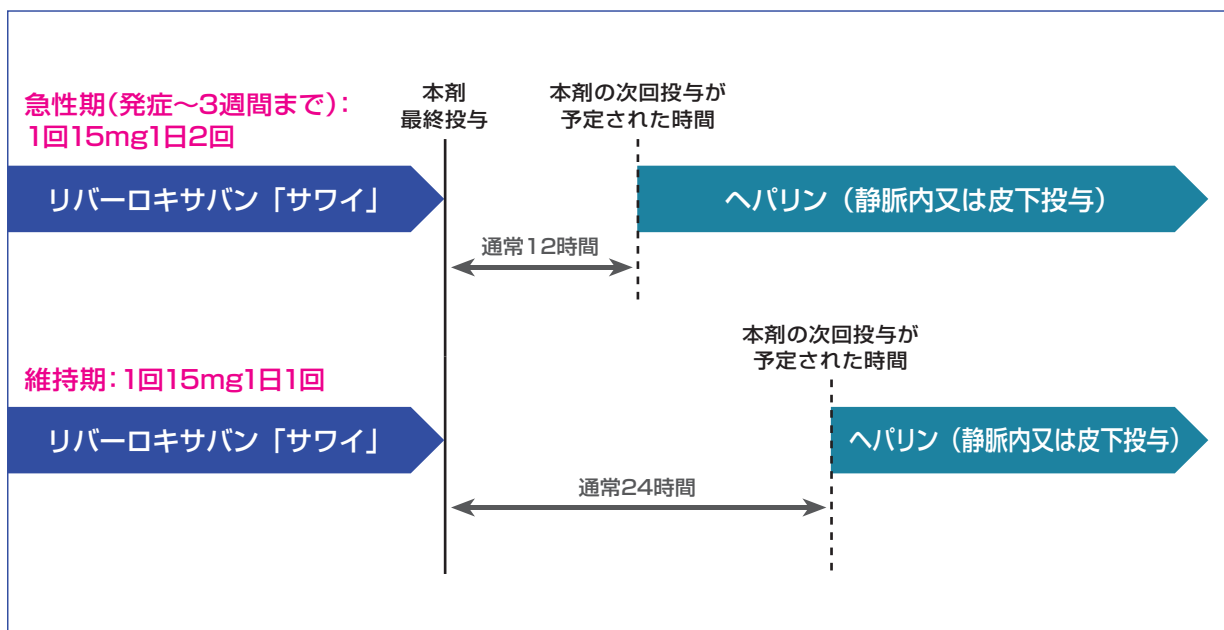 急性期(発症〜3週間まで):
1回15mg1日2回
本剤
最終投与
本剤の次回投与が
予定された時間
リバーロキサバン「サワイ」
ヘパリン（静脈内又は皮下投与）
通常12時間
本剤の次回投与が
予定された時間
維持期:1回15mg1日1回
リバーロキサバン「サワイ」
ヘパリン（静脈内又は皮下投与）
通常24時間